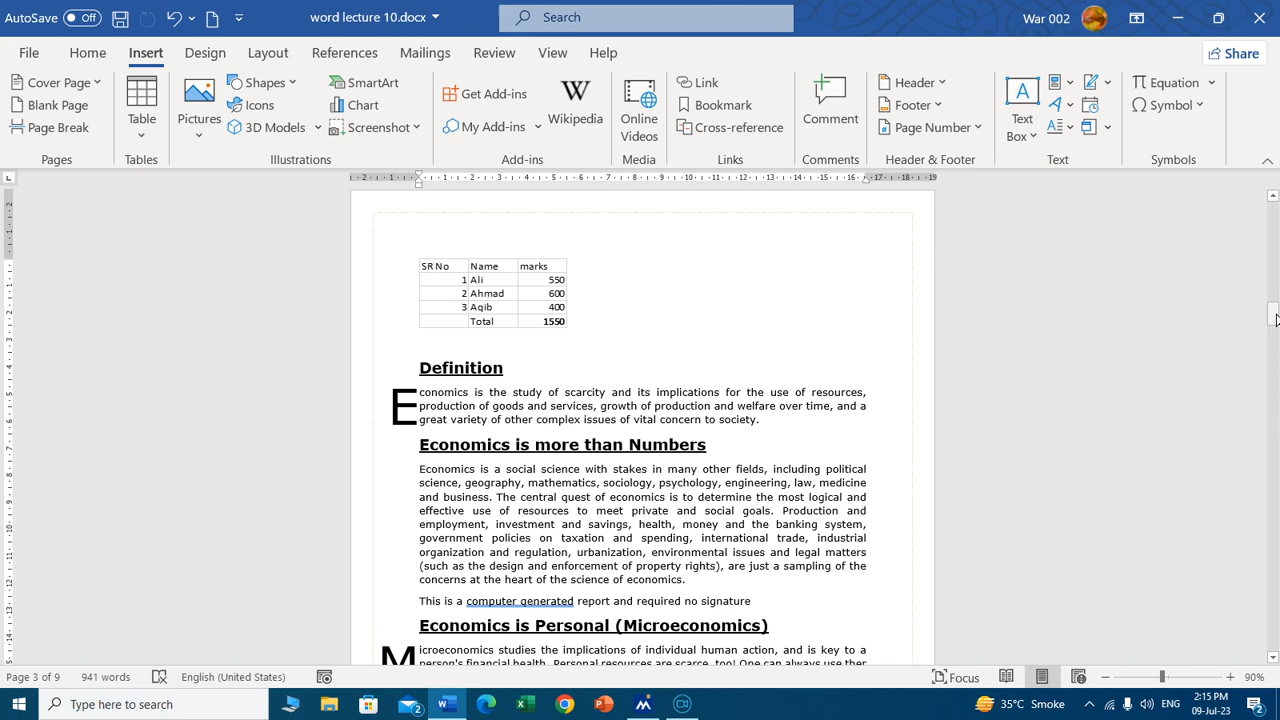 AutoSave Off
word lecture 10.docx
Search
War 002
File Home Insert Design Layout References Mailings Review View Help
Share
Cover Page
Blank Page
Page Break
Pages
Table
Tables
Pictures
Shapes
Icons
3D Models
SmartArt
Chart
Screenshot
Illustrations
Get Add-ins
My Add-ins
W
Wikipedia
Add-ins
Online
Videos
Media
Link
Bookmark
Cross-reference
Links
Comment
Comments
Header
Footer
Page Number
Header & Footer
Text
Box
Text
Equation
Symbol
Symbols
SR No Name marks
1 Ali 550
2 Ahmad 600
3 Aqib 400
Total 1550
Definition
Economics is the study of scarcity and its implications for the use of resources,
production of goods and services, growth of production and welfare over time, and a
great variety of other complex issues of vital concern to society.
Economics is more than Numbers
Economics is a social science with stakes in many other fields, including political
science, geography, mathematics, sociology, psychology, engineering, law, medicine
and business. The central quest of economics is to determine the most logical and
effective use of resources to meet private and social goals. Production and
employment, investment and savings, health, money and the banking system,
government policies on taxation and spending, international trade, industrial
organization and regulation, urbanization, environmental issues and legal matters
(such as the design and enforcement of property rights), are just a sampling of the
concerns at the heart of the science of economics.
This is a computer generated report and required no signature
Economics is Personal (Microeconomics)
Microeconomics studies the implications of individual human action, and is key to a
person's financial health. Personal resources are scarce, too! One can always use
Page 3 of 9 941 words English (United States) Focus 90%
Type here to search
35°C Smoke
ENG
2:15 PM
09-Jul-23
2